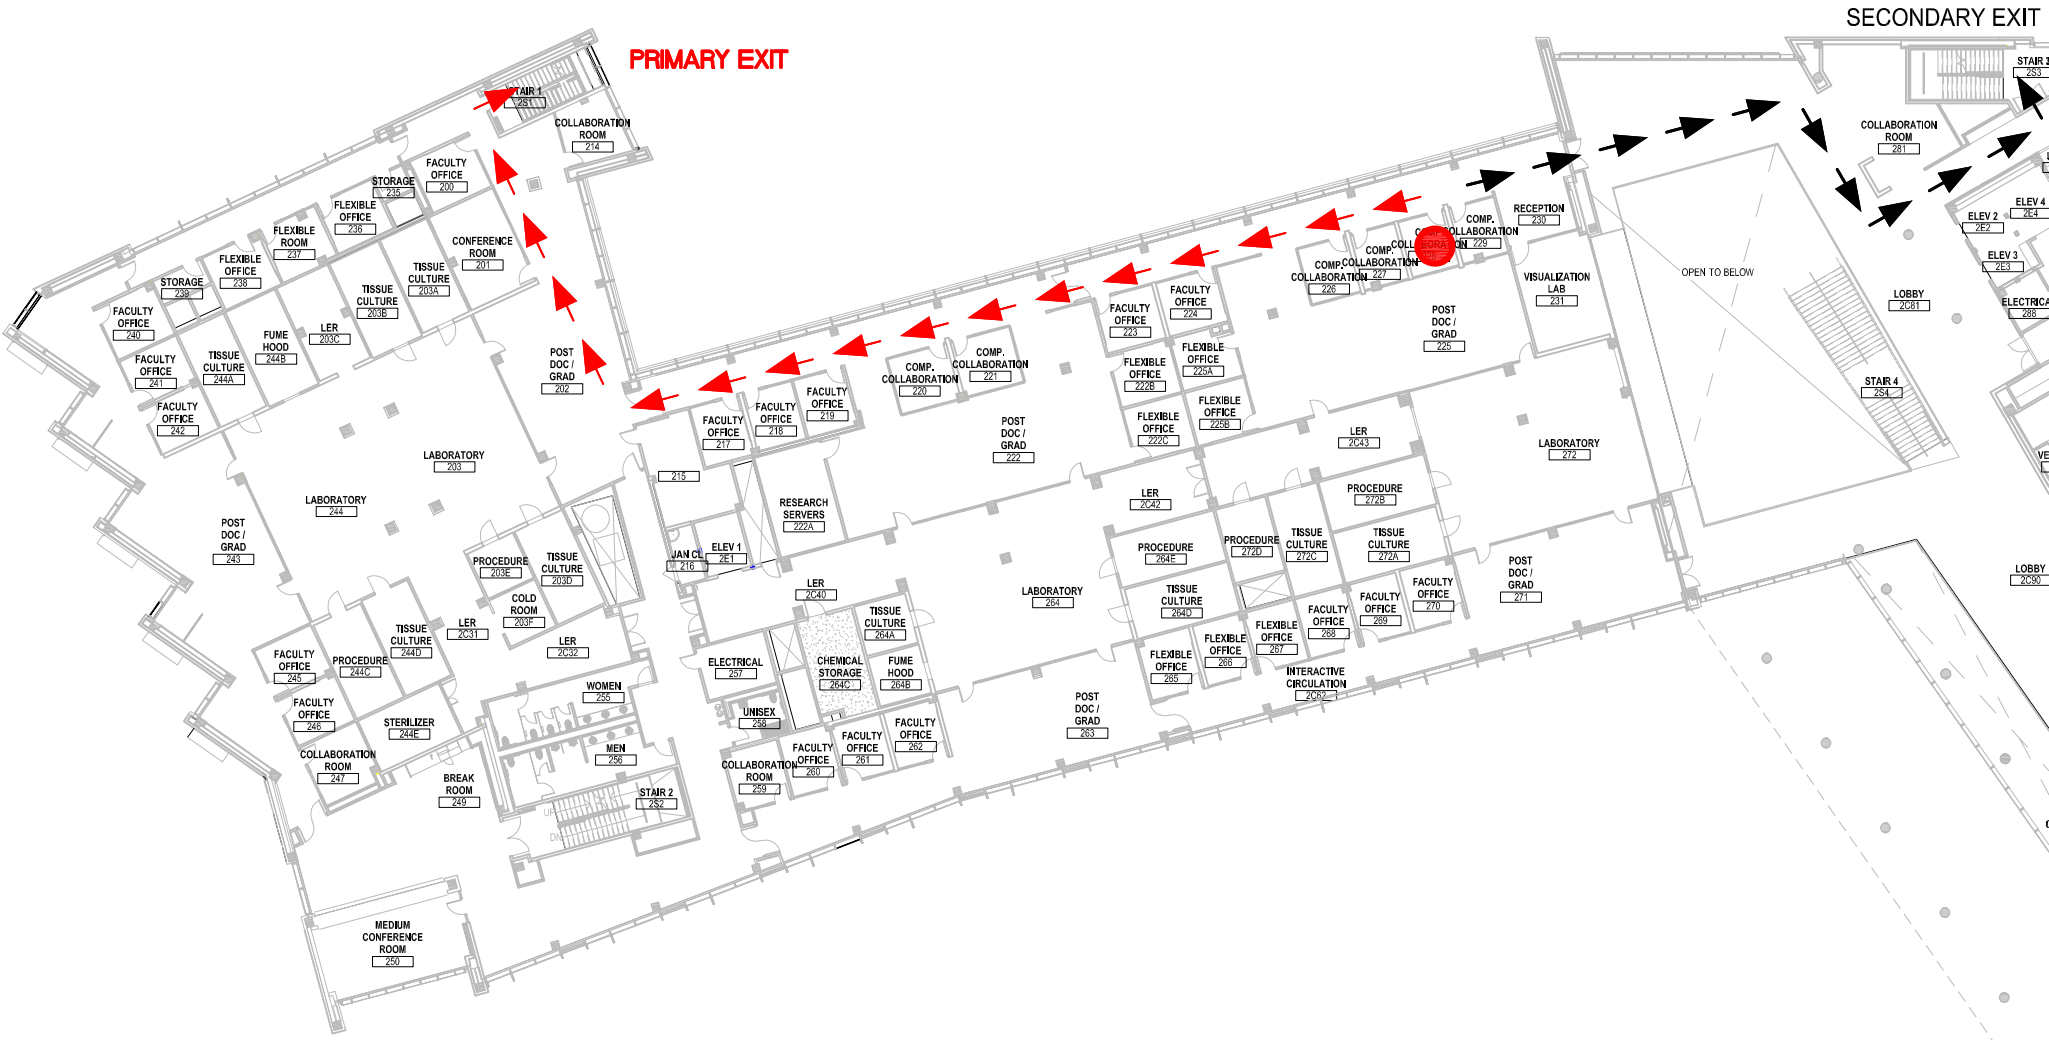 SECONDARY EXIT
PRIMARY EXIT
STAIR 1
2S1
COLLABORATION
ROOM
214
FACULTY
OFFICE
200
STORAGE
235
FLEXIBLE
OFFICE
236
FLEXIBLE
ROOM
237
FLEXIBLE
OFFICE
238
STORAGE
239
FACULTY
OFFICE
240
FACULTY
OFFICE
241
FACULTY
OFFICE
242
CONFERENCE
ROOM
201
TISSUE
CULTURE
203A
TISSUE
CULTURE
203B
LER
203C
FUME
HOOD
244B
TISSUE
CULTURE
244A
POST
DOC /
GRAD
202
LABORATORY
203
LABORATORY
244
POST
DOC /
GRAD
243
PROCEDURE
203E
TISSUE
CULTURE
203D
COLD
ROOM
203F
LER
2C31
LER
2C32
TISSUE
CULTURE
244D
PROCEDURE
244C
FACULTY
OFFICE
245
FACULTY
OFFICE
246
STERILIZER
244E
COLLABORATION
ROOM
247
BREAK
ROOM
249
WOMEN
255
MEN
256
STAIR 2
2S2
UP
DN
MEDIUM
CONFERENCE
ROOM
250
FACULTY
OFFICE
217
FACULTY
OFFICE
218
FACULTY
OFFICE
219
215
RESEARCH
SERVERS
222A
JAN CL
216
ELEV 1
2E1
LER
2C40
ELECTRICAL
257
UNISEX
258
CHEMICAL
STORAGE
264C
TISSUE
CULTURE
264A
FUME
HOOD
264B
COLLABORATION
ROOM
259
FACULTY
OFFICE
260
FACULTY
OFFICE
261
FACULTY
OFFICE
262
COMP.
COLLABORATION
220
COMP.
COLLABORATION
221
POST
DOC /
GRAD
222
FACULTY
OFFICE
223
FACULTY
OFFICE
224
FLEXIBLE
OFFICE
222B
FLEXIBLE
OFFICE
225A
FLEXIBLE
OFFICE
222C
FLEXIBLE
OFFICE
225B
LER
2C42
LER
2C43
LABORATORY
264
PROCEDURE
264E
TISSUE
CULTURE
264D
PROCEDURE
272D
TISSUE
CULTURE
272C
PROCEDURE
272B
TISSUE
CULTURE
272A
POST
DOC /
GRAD
263
FLEXIBLE
OFFICE
265
FLEXIBLE
OFFICE
266
FLEXIBLE
OFFICE
267
FACULTY
OFFICE
268
FACULTY
OFFICE
269
FACULTY
OFFICE
270
INTERACTIVE
CIRCULATION
2C62
COMP.
COLLABORATION
226
COMP.
COLLABORATION
227
COLLABORATION
COMP.
COLLABORATION
229
RECEPTION
230
VISUALIZATION
LAB
231
POST
DOC /
GRAD
225
LABORATORY
272
POST
DOC /
GRAD
271
OPEN TO BELOW
COLLABORATION
ROOM
281
2S3
LOBBY
2C81
STAIR 4
2S4
ELEV 2
2E2
ELEV 4
2E4
ELEV 3
2E3
288
LOBBY
2C90